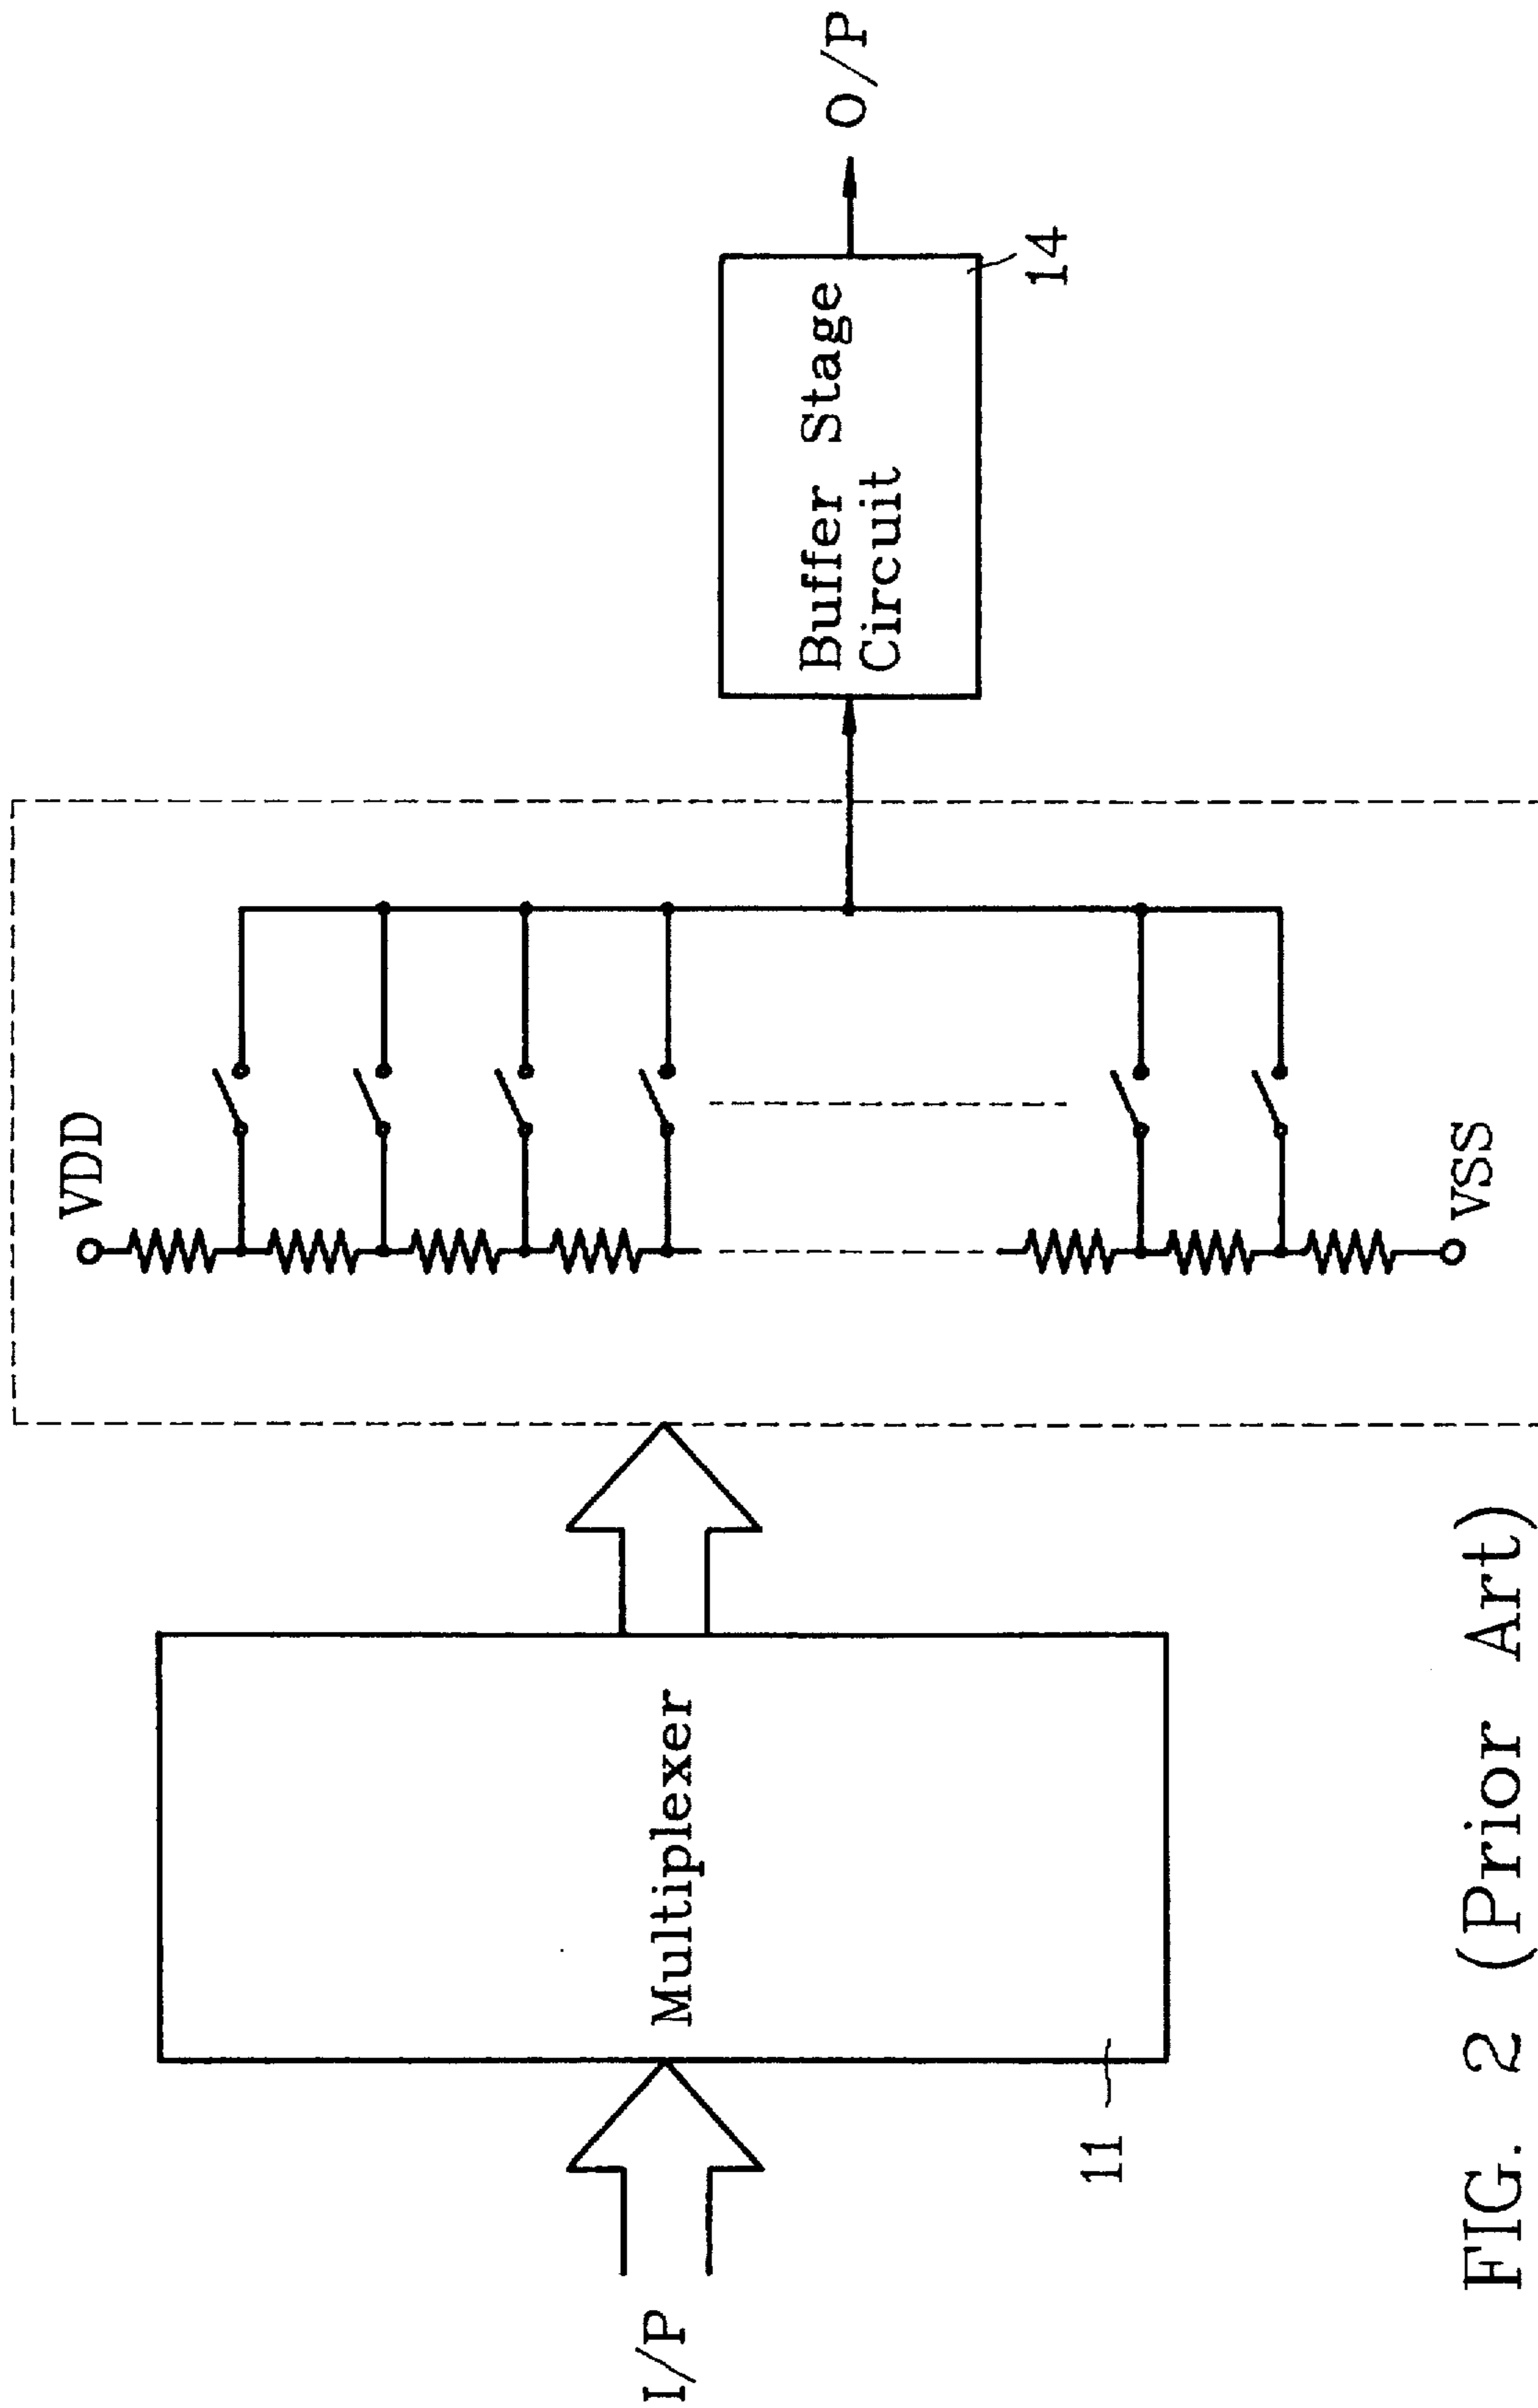 I/P
Multiplexer
11
VDD
VSS
Buffer Stage
Circuit
14
O/P
FIG. 2 (Prior Art)